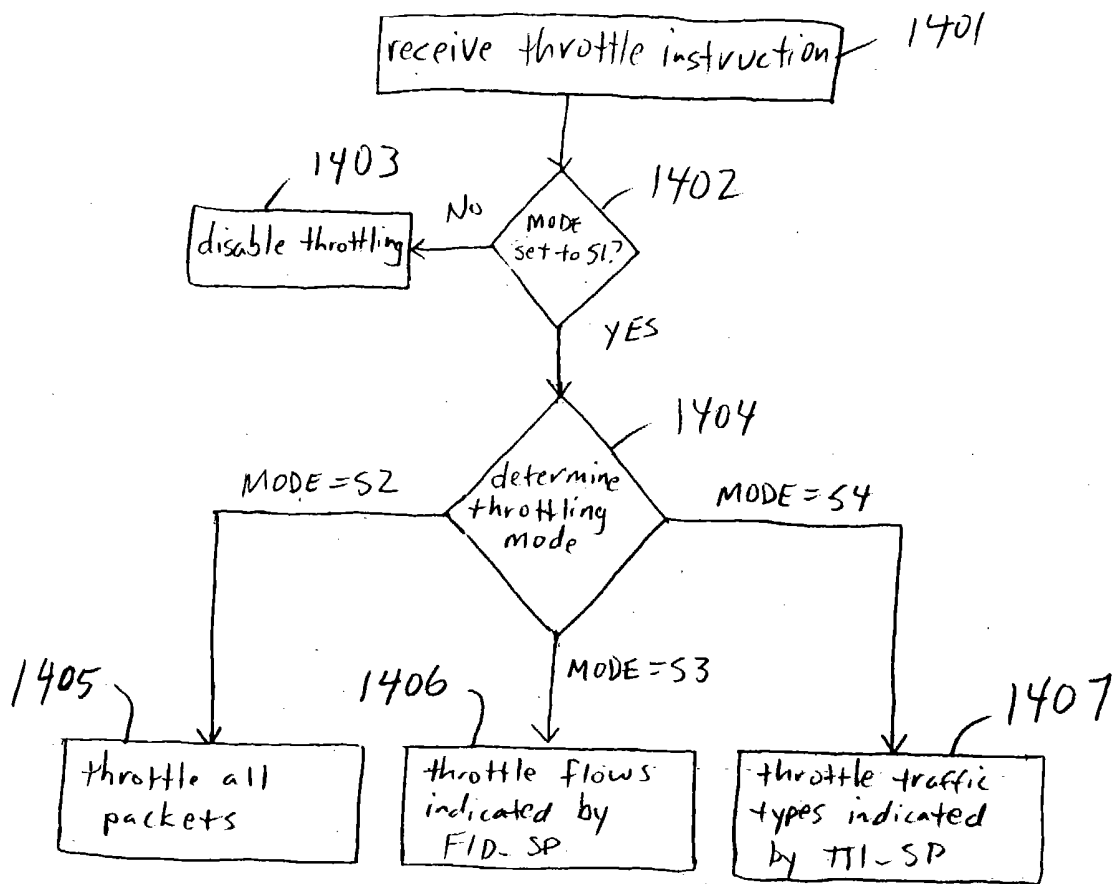 receive throttle instruction
1401
1403
1402
No
MODE
set to S1?
disable throttling
YES
1404
MODE=S2
determine
throttling
mode
MODE=S4
MODE=S3
1405
1406
1407
throttle all
packets
throttle flows
indicated by
FID_SP
throttle traffic
types indicated
by TTI_SP